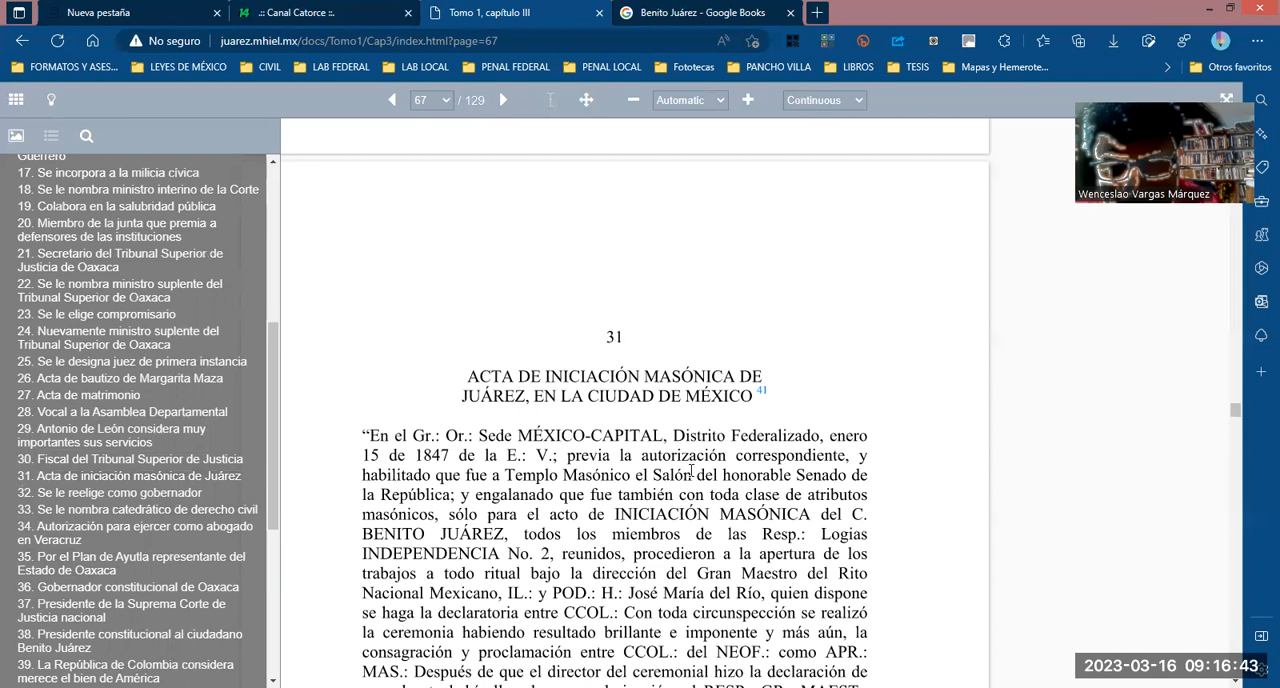 Nueva pestaña
14 .:: Canal Catorce ::.
Tomo 1, capítulo III
Benito Juárez - Google Books
No seguro
juarez.mhiel.mx/docs/Tomo1/Cap3/index.html?page=67
FORMATOS Y ASES...
LEYES DE MÉXICO
CIVIL
LAB FEDERAL
LAB LOCAL
PENAL FEDERAL
PENAL LOCAL
Fototecas
PANCHO VILLA
LIBROS
TESIS
Mapas y Hemerote...
Otros favoritos
67 / 129
Automatic
Continuous
Guerrero
17. Se incorpora a la milicia cívica
18. Se le nombra ministro interino de la Corte
19. Colabora en la salubridad pública
20. Miembro de la junta que premia a
defensores de las instituciones
21. Secretario del Tribunal Superior de
Justicia de Oaxaca
22. Se le nombra ministro suplente del
Tribunal Superior de Oaxaca
23. Se le elige compromisario
24. Nuevamente ministro suplente del
Tribunal Superior de Oaxaca
25. Se le designa juez de primera instancia
26. Acta de bautizo de Margarita Maza
27. Acta de matrimonio
28. Vocal a la Asamblea Departamental
29. Antonio de León considera muy
importantes sus servicios
30. Fiscal del Tribunal Superior de Justicia
31. Acta de iniciación masónica de Juárez
32. Se le reelige como gobernador
33. Se le nombra catedrático de derecho civil
34. Autorización para ejercer como abogado
en Veracruz
35. Por el Plan de Ayutla representante del
Estado de Oaxaca
36. Gobernador constitucional de Oaxaca
37. Presidente de la Suprema Corte de
Justicia nacional
38. Presidente constitucional al ciudadano
Benito Juárez
39. La República de Colombia considera
merece el bien de América
31
ACTA DE INICIACIÓN MASÓNICA DE
JUÁREZ, EN LA CIUDAD DE MÉXICO 41
“En el Gr.: Or.: Sede MÉXICO-CAPITAL, Distrito Federalizado, enero
15 de 1847 de la E.: V.; previa la autorización correspondiente, y
habilitado que fue a Templo Masónico el Salón del honorable Senado de
la República; y engalanado que fue también con toda clase de atributos
masónicos, sólo para el acto de INICIACIÓN MASÓNICA del C.
BENITO JUÁREZ, todos los miembros de las Resp.: Logias
INDEPENDENCIA No. 2, reunidos, procedieron a la apertura de los
trabajos a todo ritual bajo la dirección del Gran Maestro del Rito
Nacional Mexicano, IL.: y POD.: H.: José María del Río, quien dispone
se haga la declaratoria entre CCOL.: Con toda circunspección se realizó
la ceremonia habiendo resultado brillante e imponente y más aún, la
consagración y proclamación entre CCOL.: del NEOF.: como APR.:
MAS.: Después de que el director del ceremonial hizo la declaración de
Wenceslao Vargas Márquez
2023-03-16 09:16:43